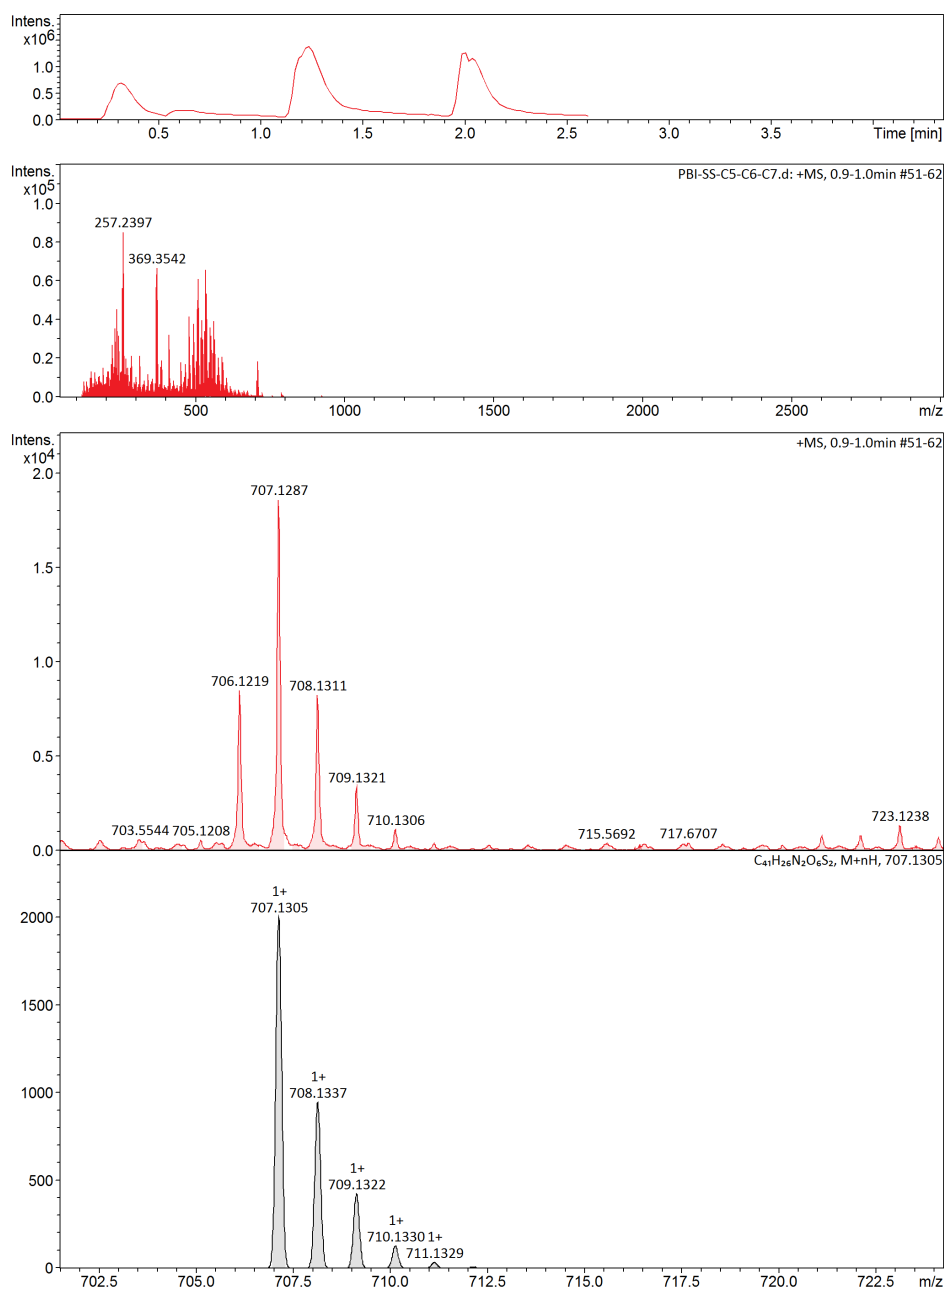 Intens.
x10⁶
1.0
0.5
0.0
0.5 1.0 1.5 2.0 2.5 3.0 3.5 Time [min]
Intens.
x10⁵
PBI-SS-C5-C6-C7.d: +MS, 0.9-1.0min #51-62
1.0
257.2397
0.8
369.3542
0.6
0.4
0.2
0.0
500 1000 1500 2000 2500 m/z
Intens.
x10⁴
+MS, 0.9-1.0min #51-62
2.0
707.1287
1.5
1.0
706.1219 708.1311
0.5
709.1321
703.5544 705.1208 710.1306 715.5692 717.6707 723.1238
0.0
C₄₁H₂₆N₂O₆S₂, M+nH, 707.1305
1+
707.1305
2000
1500
1+
708.1337
1000
1+
709.1322
500
1+
710.1330 1+
711.1329
0
702.5 705.0 707.5 710.0 712.5 715.0 717.5 720.0 722.5 m/z